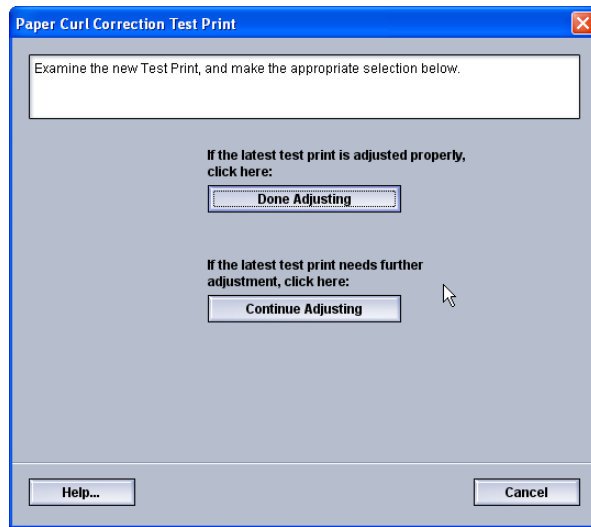 Paper Curl Correction Test Print
Examine the new Test Print, and make the appropriate selection below.
If the latest test print is adjusted properly,
click here:
Done Adjusting
If the latest test print needs further
adjustment, click here:
Continue Adjusting
Help...
Cancel